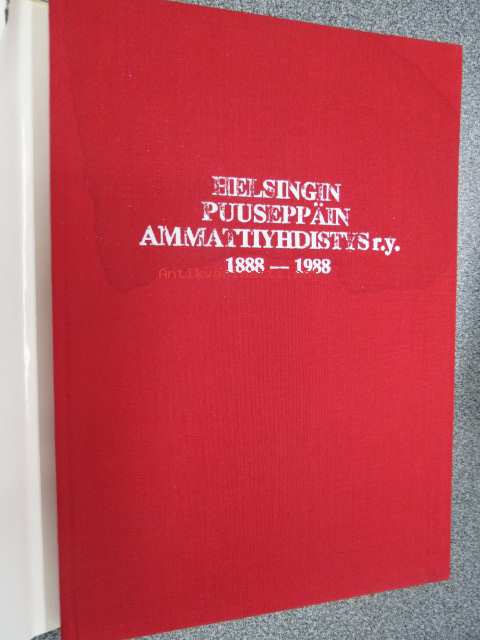 HELSINGIN
PUUSEPPÄIN
AMMATTIYHDISTYS r.y.
1888 — 1988